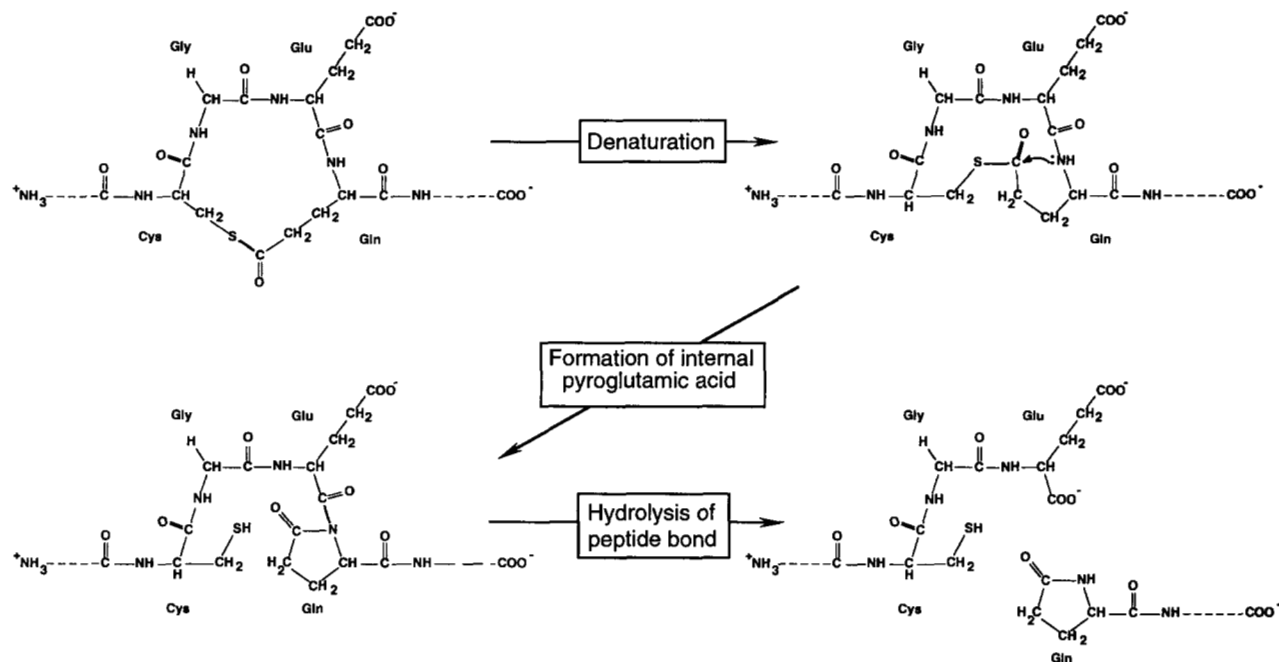 COO⁻
CH₂
Gly Glu
CH₂
H O
CH—C—NH—CH
NH C O
O C NH
O O
⁺NH₃ C—NH—CH CH—C—NH COO⁻
CH₂ CH₂
Cys S CH₂ Gln
C
O
Denaturation
COO⁻
CH₂
Gly Glu
CH₂
H O
CH—C—NH—CH
NH O C O
O C S—C NH
O O
⁺NH₃ C—NH—C CH₂ H₂C CH—C—NH COO⁻
H CH₂
Cys Gln
Formation of internal
pyroglutamic acid
COO⁻
CH₂
Gly Glu
CH₂
H O
CH—C—NH—CH
NH C O
O C SH O C N
O O
⁺NH₃ C—NH—C CH₂ H₂C CH—C—NH COO⁻
H CH₂
Cys Gln
Hydrolysis of
peptide bond
COO⁻
CH₂
Gly Glu
CH₂
H O
CH—C—NH—CH
NH COO⁻
O C SH
O
⁺NH₃ C—NH—C CH₂
H
Cys
O C NH O
H₂C CH—C—NH COO⁻
CH₂
Gln